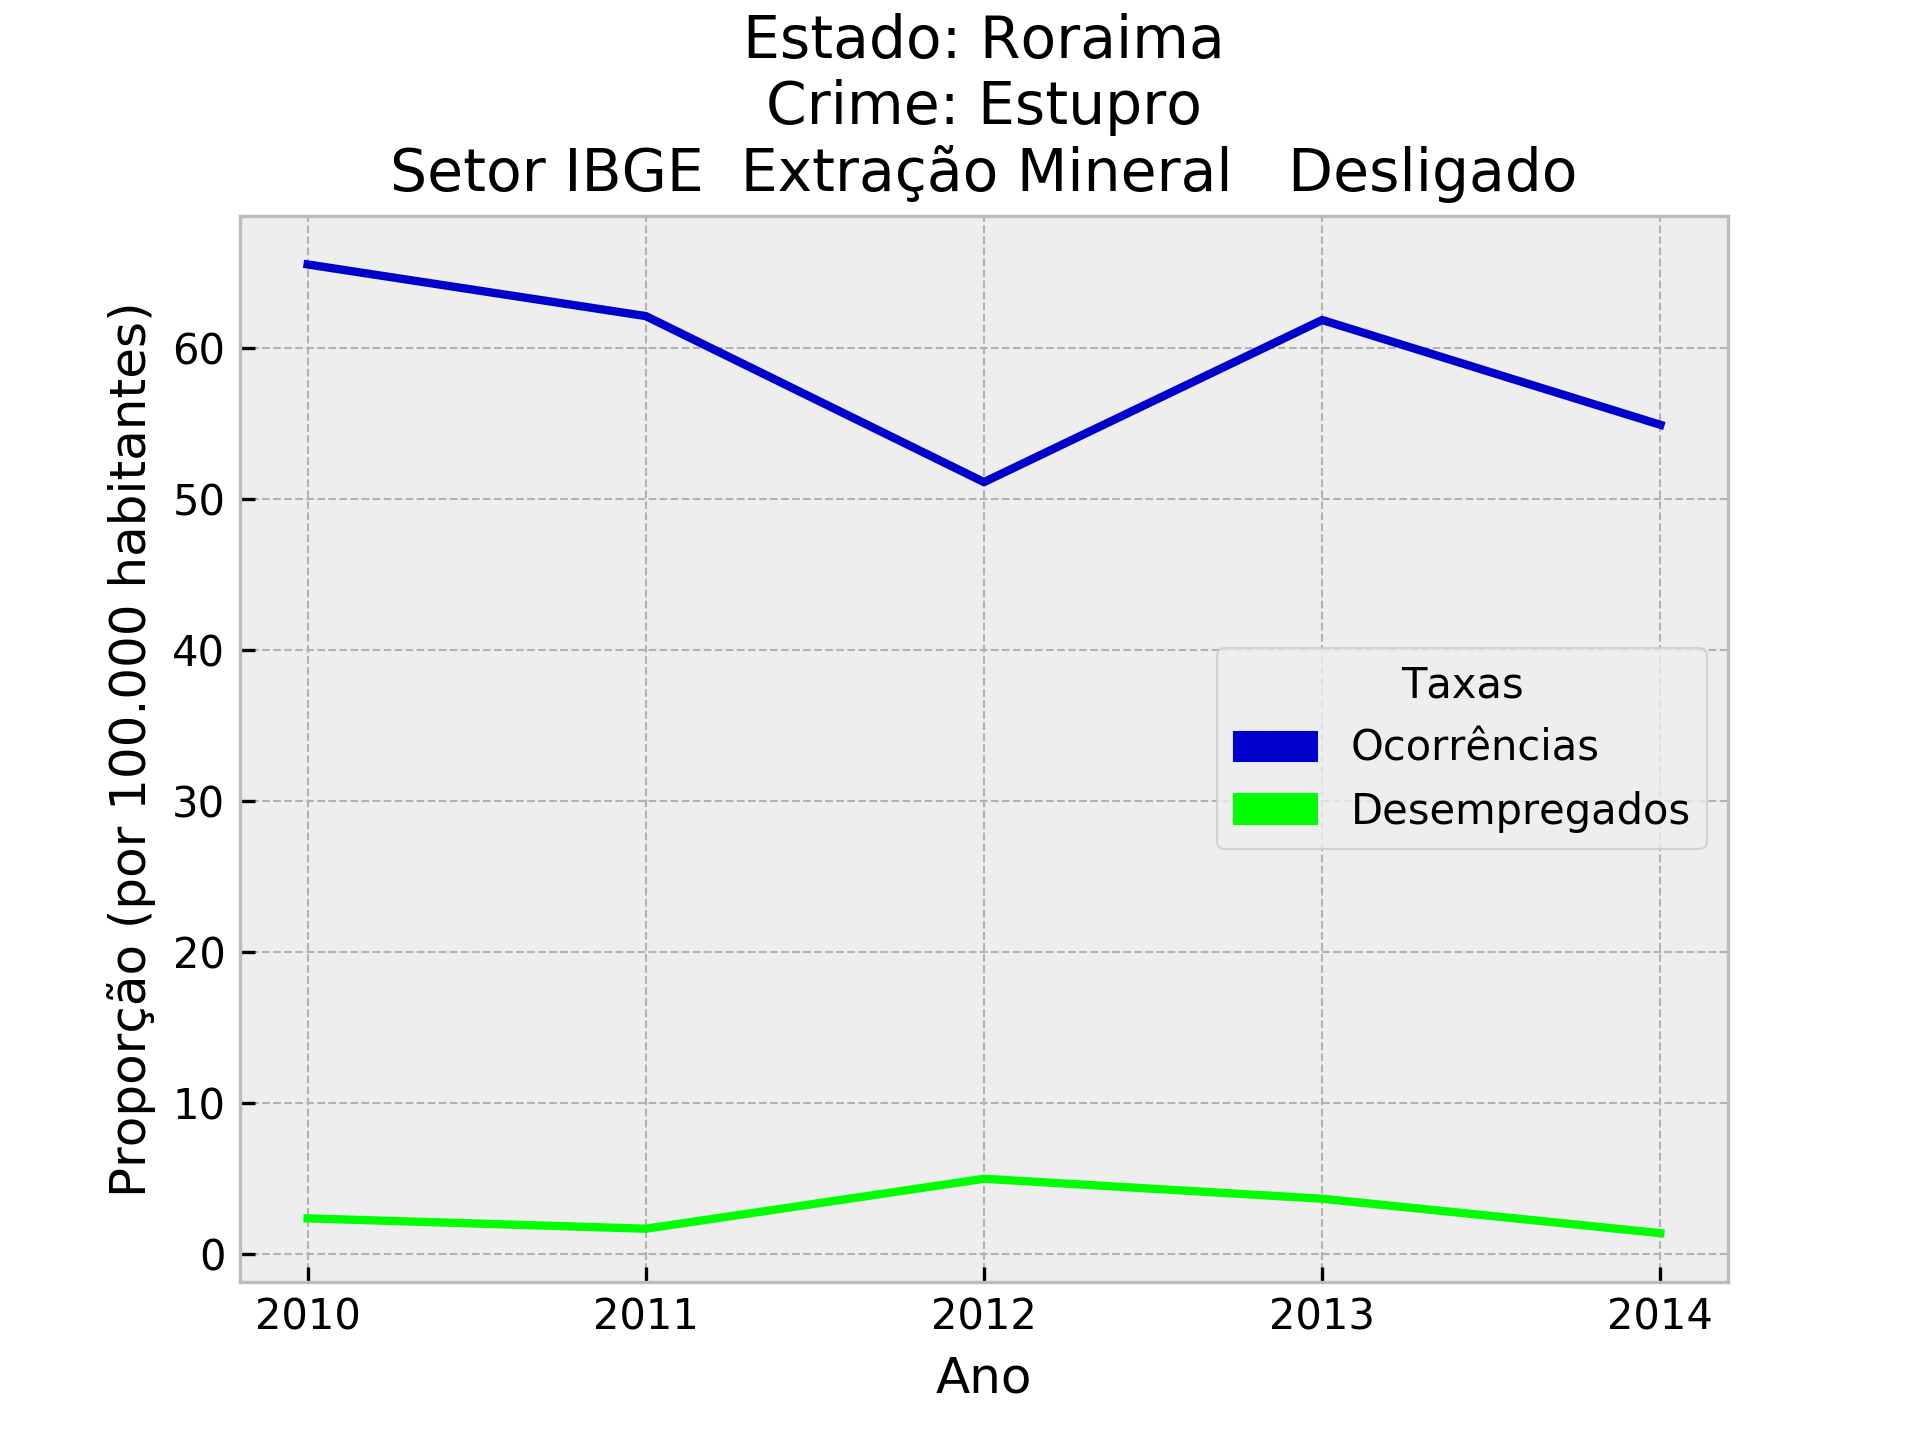 Estado: Roraima
Crime: Estupro
Setor IBGE  Extração Mineral   Desligado
Proporção (por 100.000 habitantes)
60
50
40
30
20
10
0
Taxas
Ocorrências
Desempregados
2010 2011 2012 2013 2014
Ano